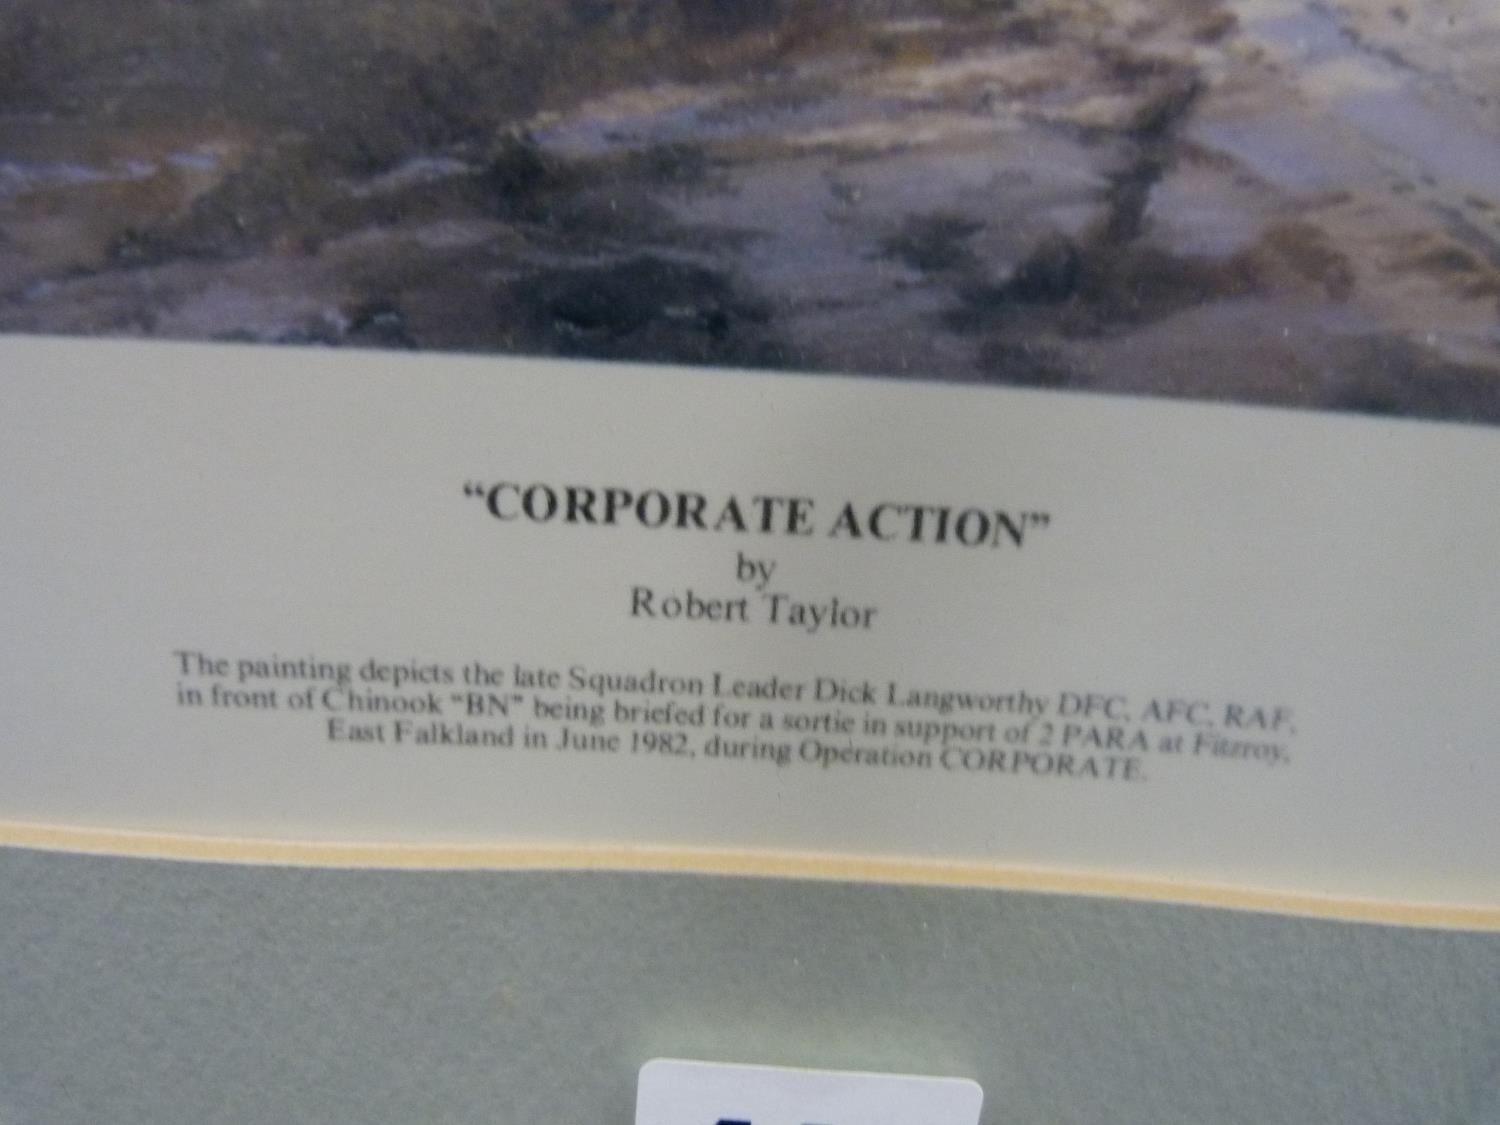 "CORPORATE ACTION"
by
Robert Taylor
The painting depicts the late Squadron Leader Dick Langworthy DFC, AFC, RAF,
in front of Chinook "BN" being briefed for a sortie in support of 2 PARA at Fitzroy,
East Falkland in June 1982, during Operation CORPORATE.